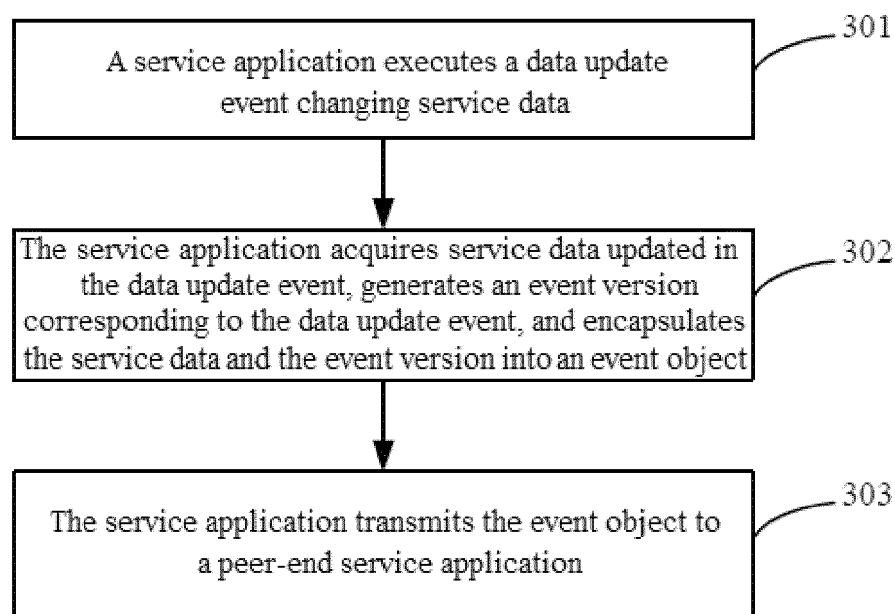 301
A service application executes a data update
event changing service data
302
The service application acquires service data updated in
the data update event, generates an event version
corresponding to the data update event, and encapsulates
the service data and the event version into an event object
303
The service application transmits the event object to
a peer-end service application